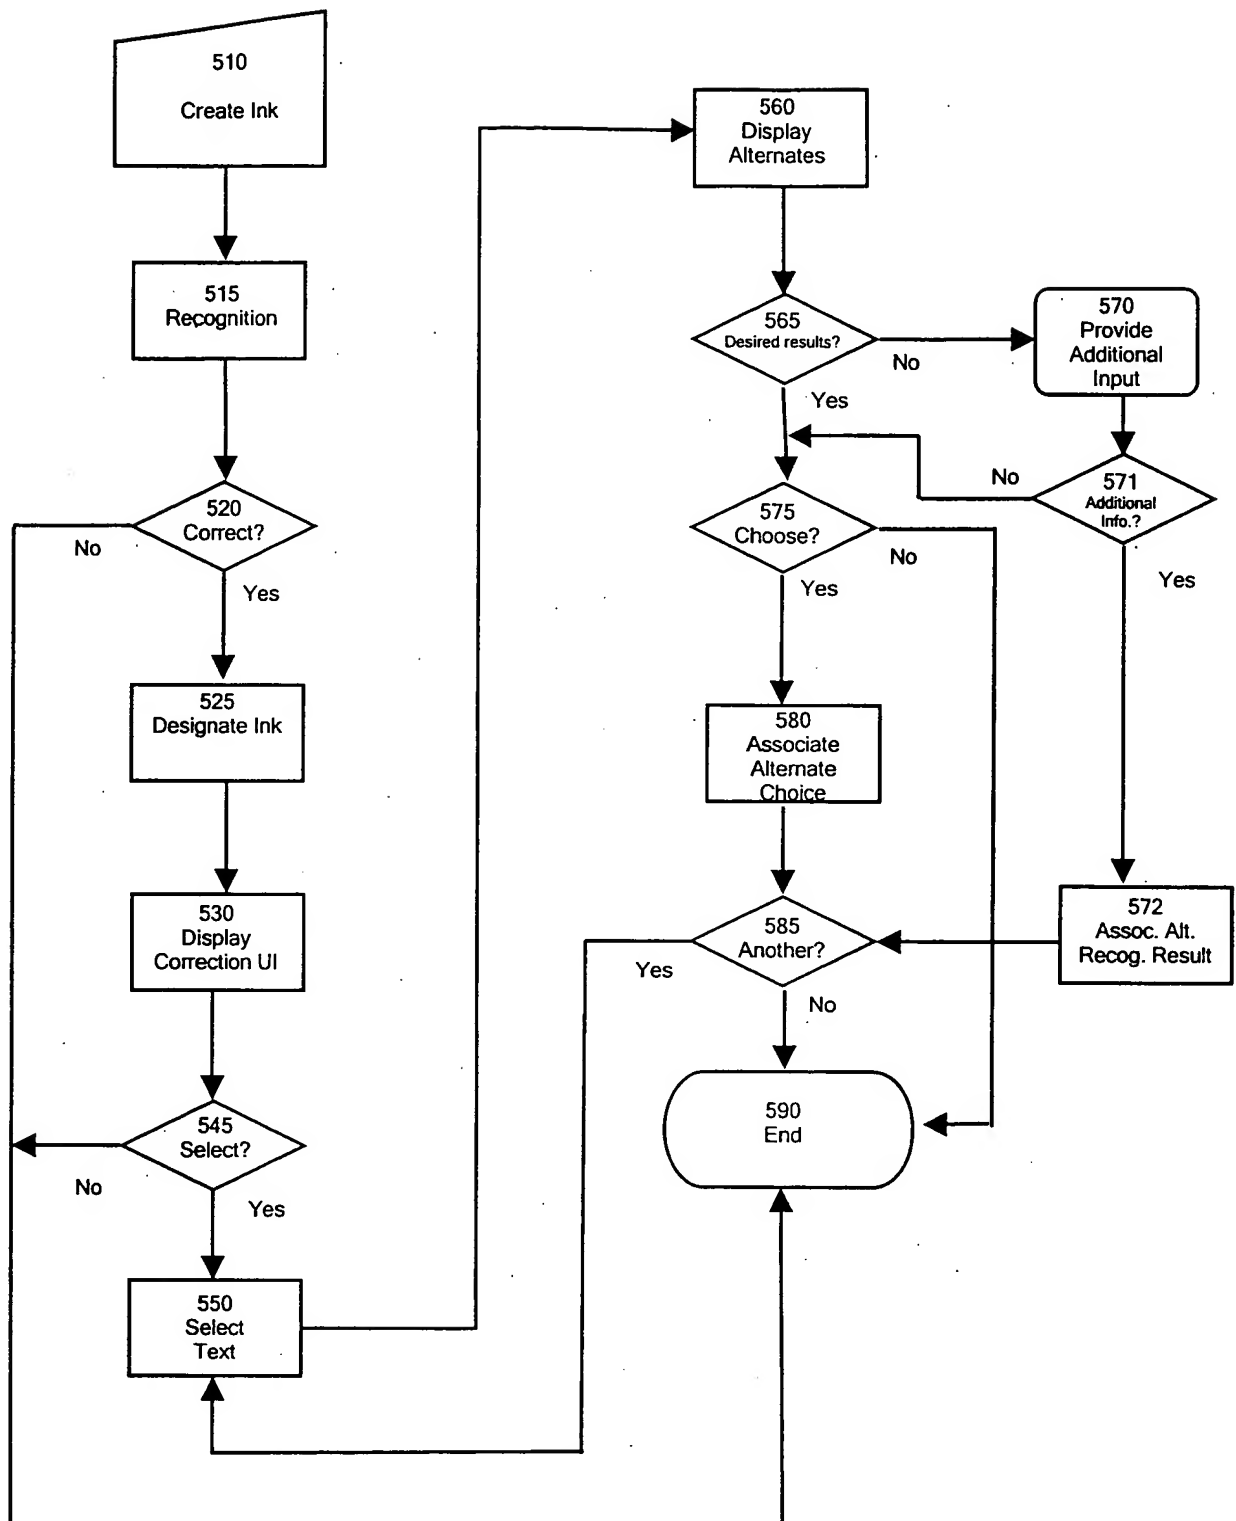 510
Create Ink
515
Recognition
520
Correct?
No
Yes
525
Designate Ink
530
Display
Correction UI
545
Select?
No
Yes
550
Select
Text
560
Display
Alternates
565
Desired results?
No
Yes
570
Provide
Additional
Input
571
Additional
Info.?
No
Yes
572
Assoc. Alt.
Recog. Result
575
Choose?
No
Yes
580
Associate
Alternate
Choice
585
Another?
Yes
No
590
End